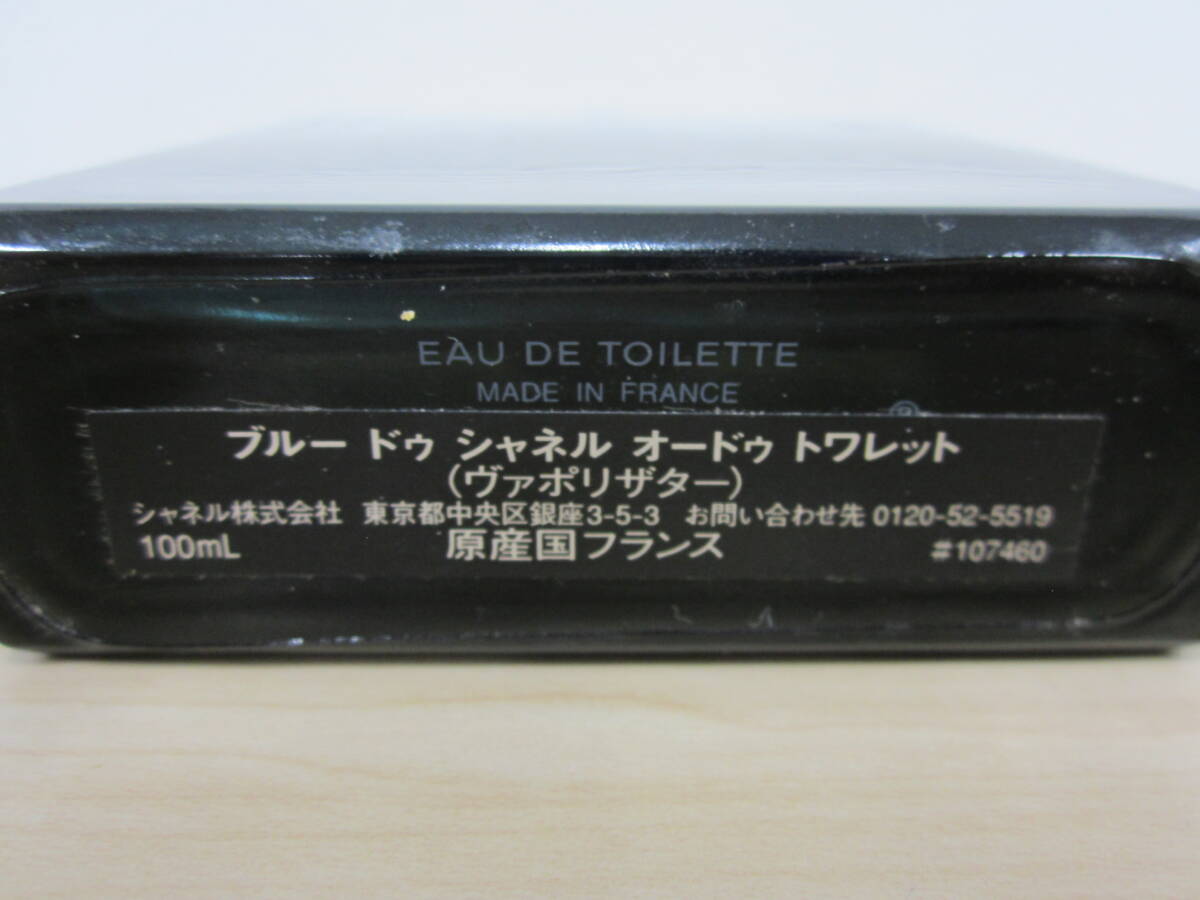 EAU DE TOILETTE
MADE IN FRANCE
®
ブルー ドゥ シャネル オードゥ トワレット
(ヴァポリザター)
シャネル株式会社 東京都中央区銀座3-5-3 お問い合わせ先 0120-52-5519
100mL 原産国フランス #107460